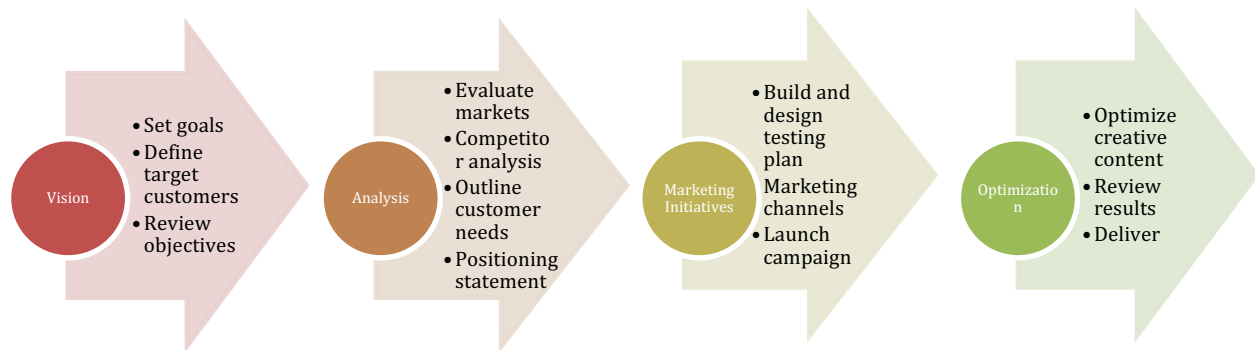 Vision
• Set goals
• Define
target
customers
• Review
objectives
Analysis
• Evaluate
markets
• Competito
r analysis
• Outline
customer
needs
• Positioning
statement
Marketing
Initiatives
• Build and
design
testing
plan
• Marketing
channels
• Launch
campaign
Optimizatio
n
• Optimize
creative
content
• Review
results
• Deliver